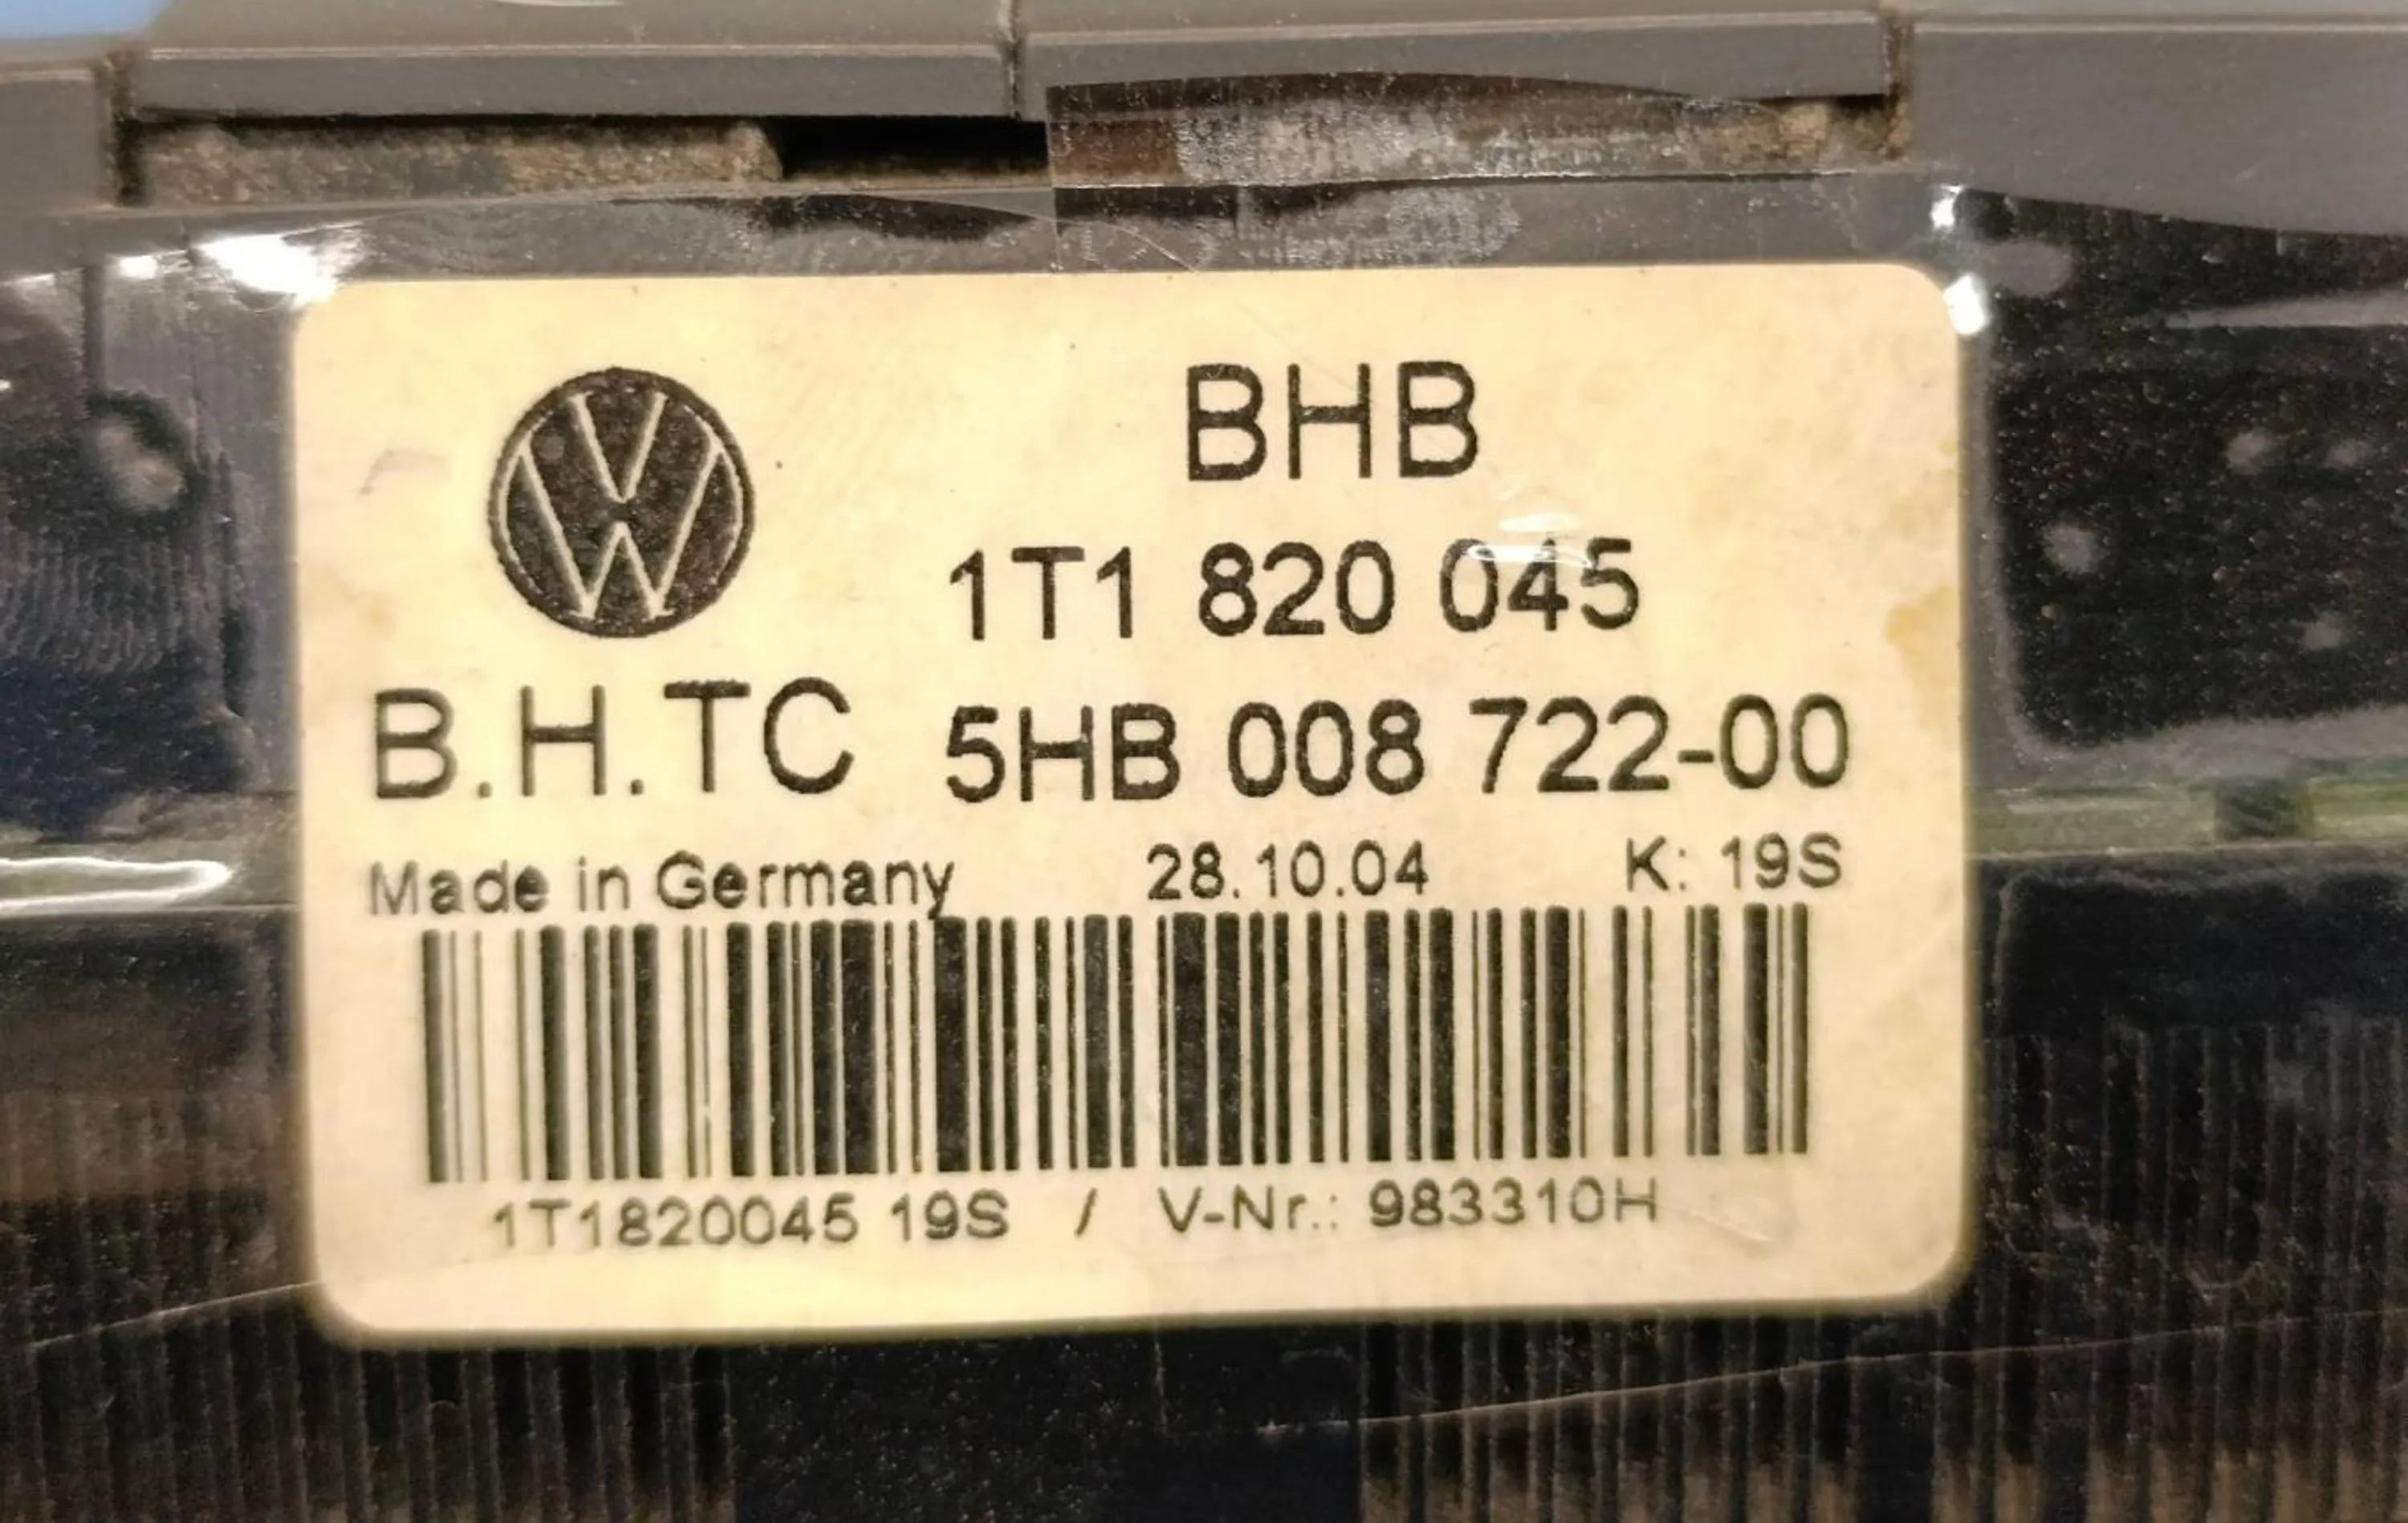 BHB
1T1 820 045
B.H.TC 5HB 008 722-00
Made in Germany 28.10.04 K: 19S
1T1820045 19S / V-Nr.: 983310H